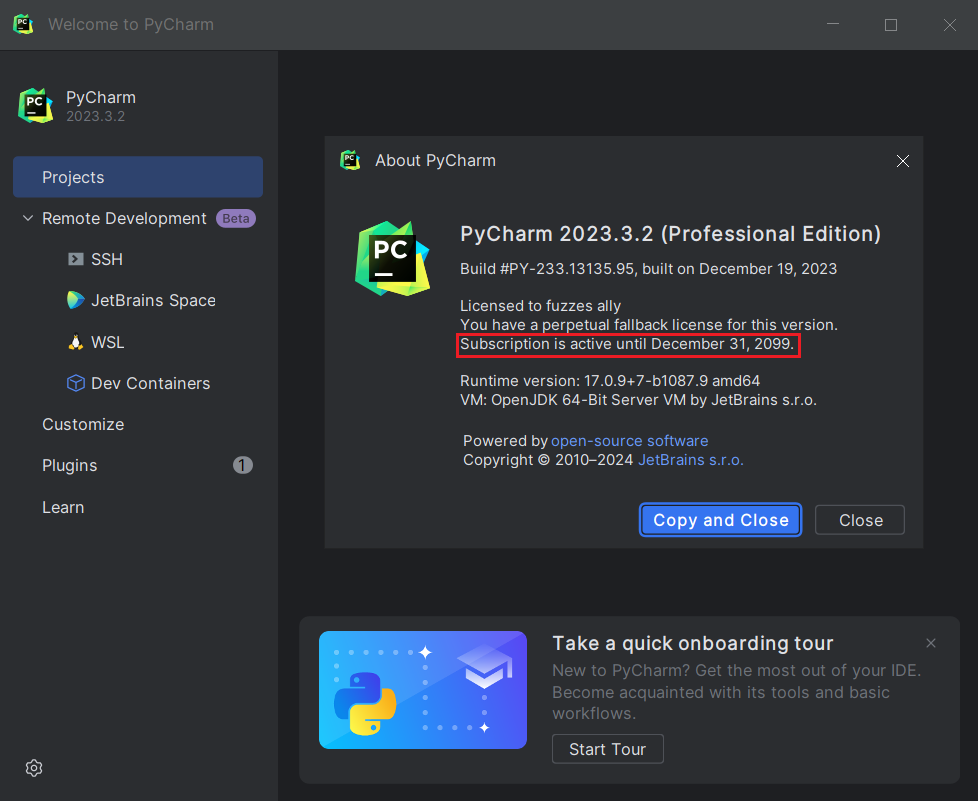 PC
Welcome to PyCharm
PC
PyCharm
2023.3.2
Projects
Remote Development Beta
SSH
JetBrains Space
WSL
Dev Containers
Customize
Plugins 1
Learn
PC
About PyCharm
PC
PyCharm 2023.3.2 (Professional Edition)
Build #PY-233.13135.95, built on December 19, 2023
Licensed to fuzzes ally
You have a perpetual fallback license for this version.
Subscription is active until December 31, 2099.
Runtime version: 17.0.9+7-b1087.9 amd64
VM: OpenJDK 64-Bit Server VM by JetBrains s.r.o.
Powered by open-source software
Copyright © 2010–2024 JetBrains s.r.o.
Copy and Close
Close
Take a quick onboarding tour
New to PyCharm? Get the most out of your IDE.
Become acquainted with its tools and basic
workflows.
Start Tour